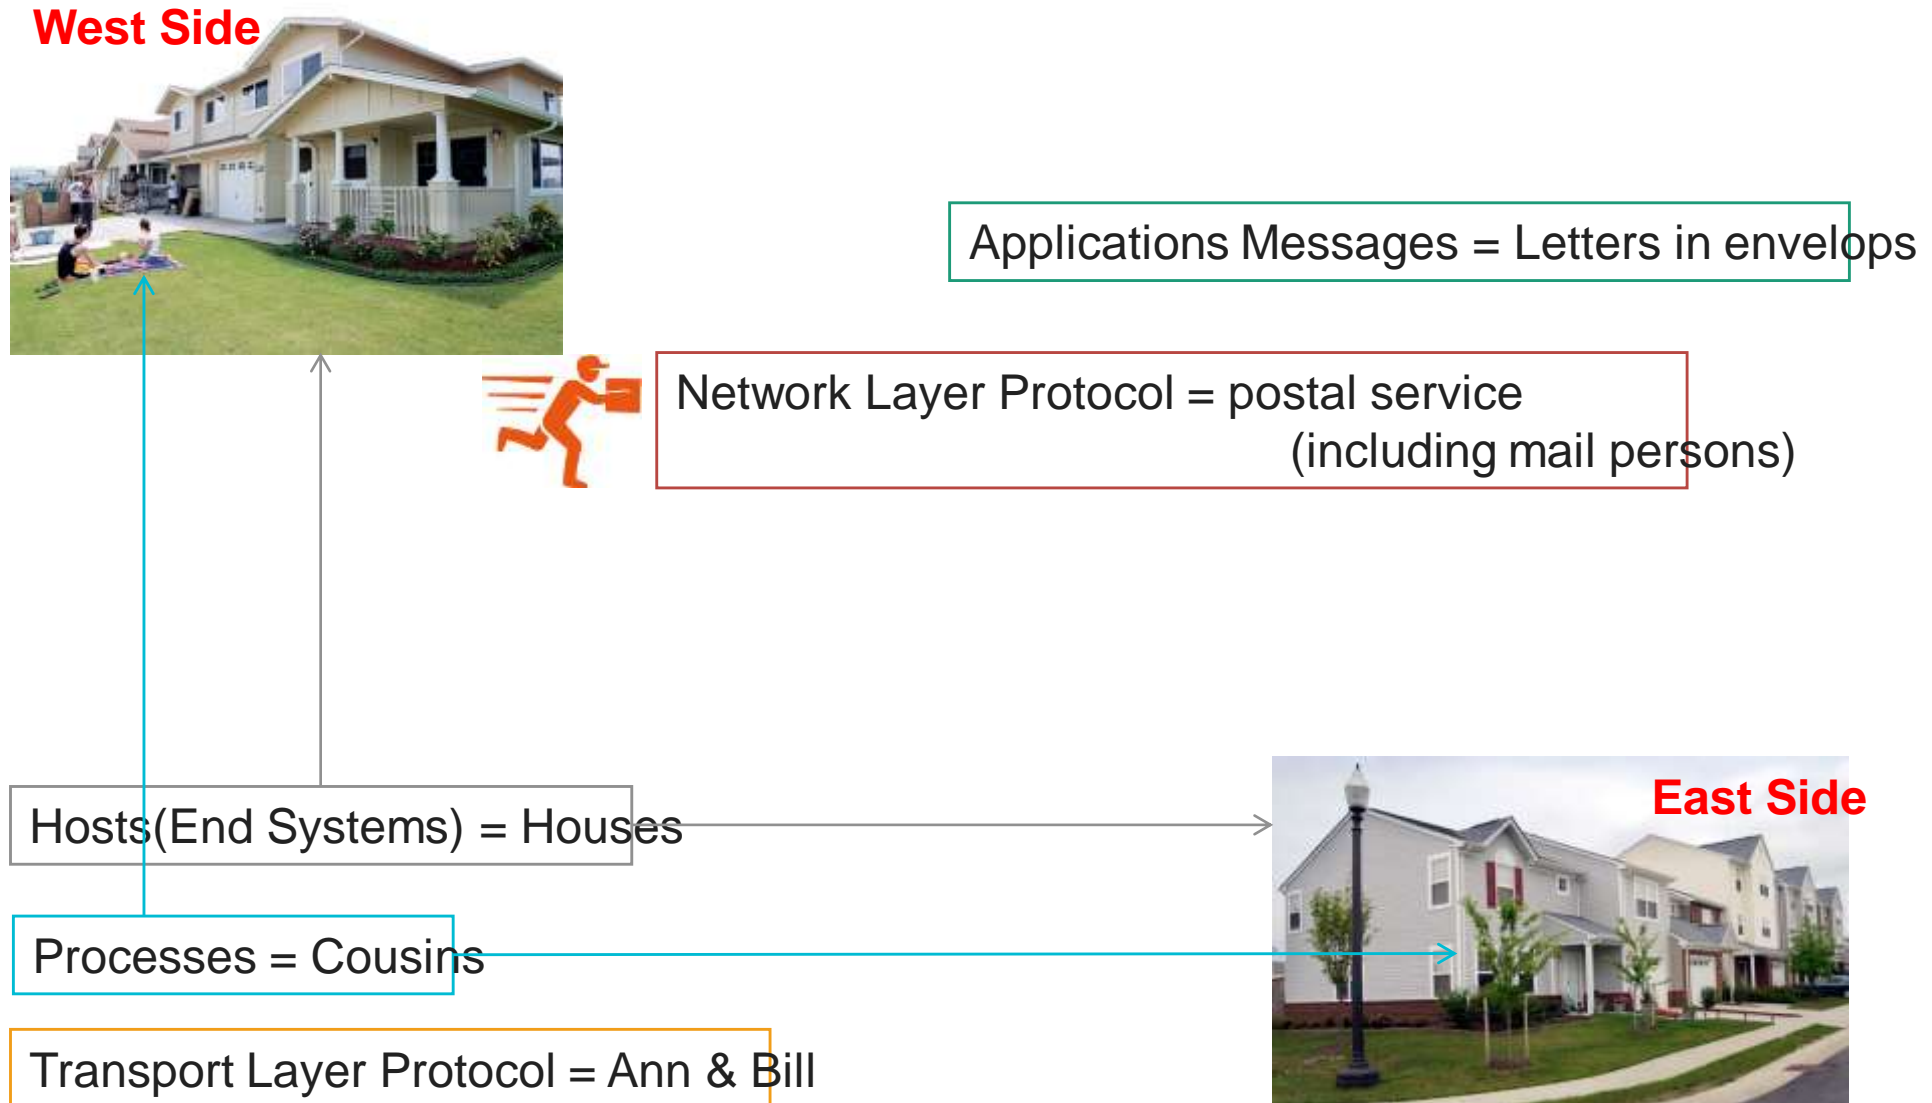 West Side
Applications Messages = Letters in envelops
Network Layer Protocol = postal service
(including mail persons)
Hosts(End Systems) = Houses
East Side
Processes = Cousins
Transport Layer Protocol = Ann & Bill